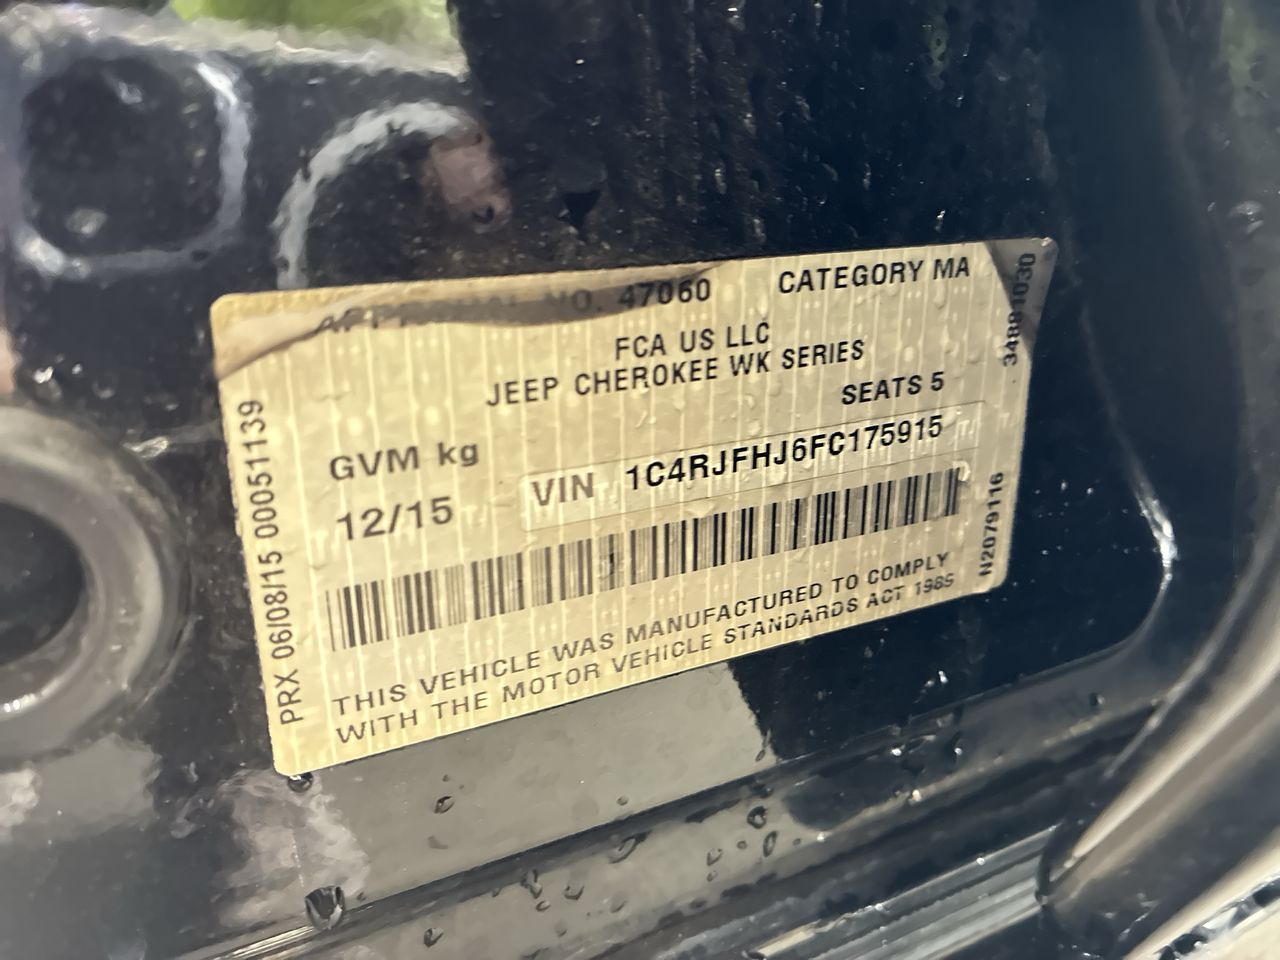 APPROVAL NO. 47060
CATEGORY MA
FCA US LLC
JEEP CHEROKEE WK SERIES
SEATS 5
GVM kg
12/15
VIN 1C4RJFHJ6FC175915
THIS VEHICLE WAS MANUFACTURED TO COMPLY
WITH THE MOTOR VEHICLE STANDARDS ACT 1989
PRX 06/08/15 00051139
34881030
N2079116